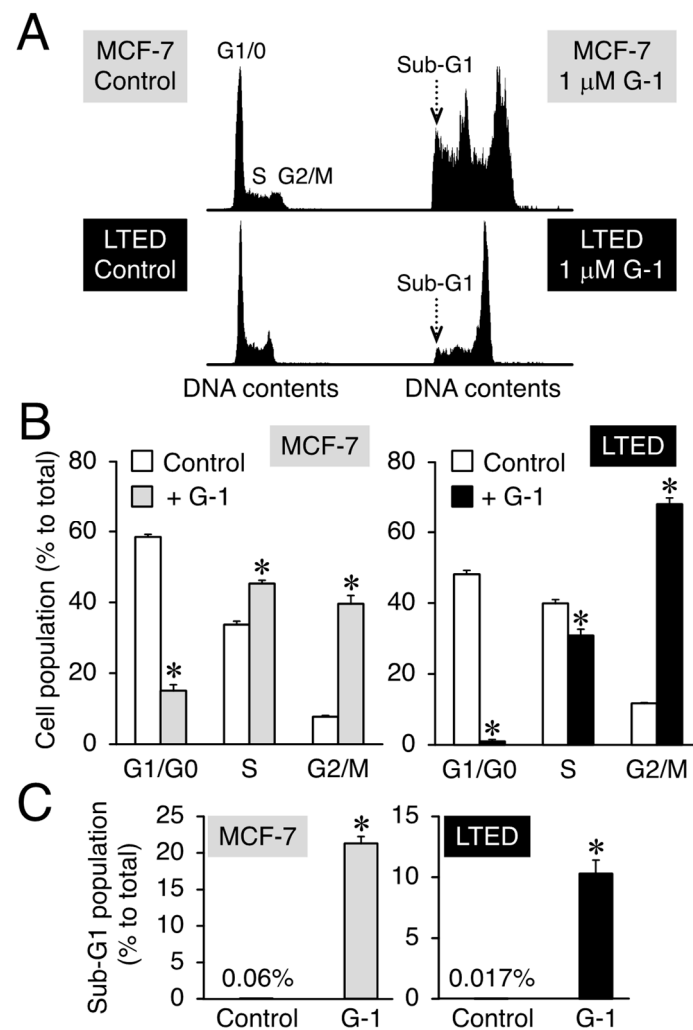 A
MCF-7
Control
G1/0
S G2/M
Sub-G1
MCF-7
1 μM G-1
LTED
Control
Sub-G1
LTED
1 μM G-1
DNA contents
DNA contents
B
Cell population (% to total)
80
60
40
20
0
Control
+ G-1
MCF-7
*
*
*
G1/G0
S
G2/M
80
60
40
20
0
Control
+ G-1
LTED
*
*
*
G1/G0
S
G2/M
C
Sub-G1 population
(% to total)
25
20
15
10
5
0
MCF-7
*
0.06%
Control
G-1
15
10
5
0
LTED
*
0.017%
Control
G-1